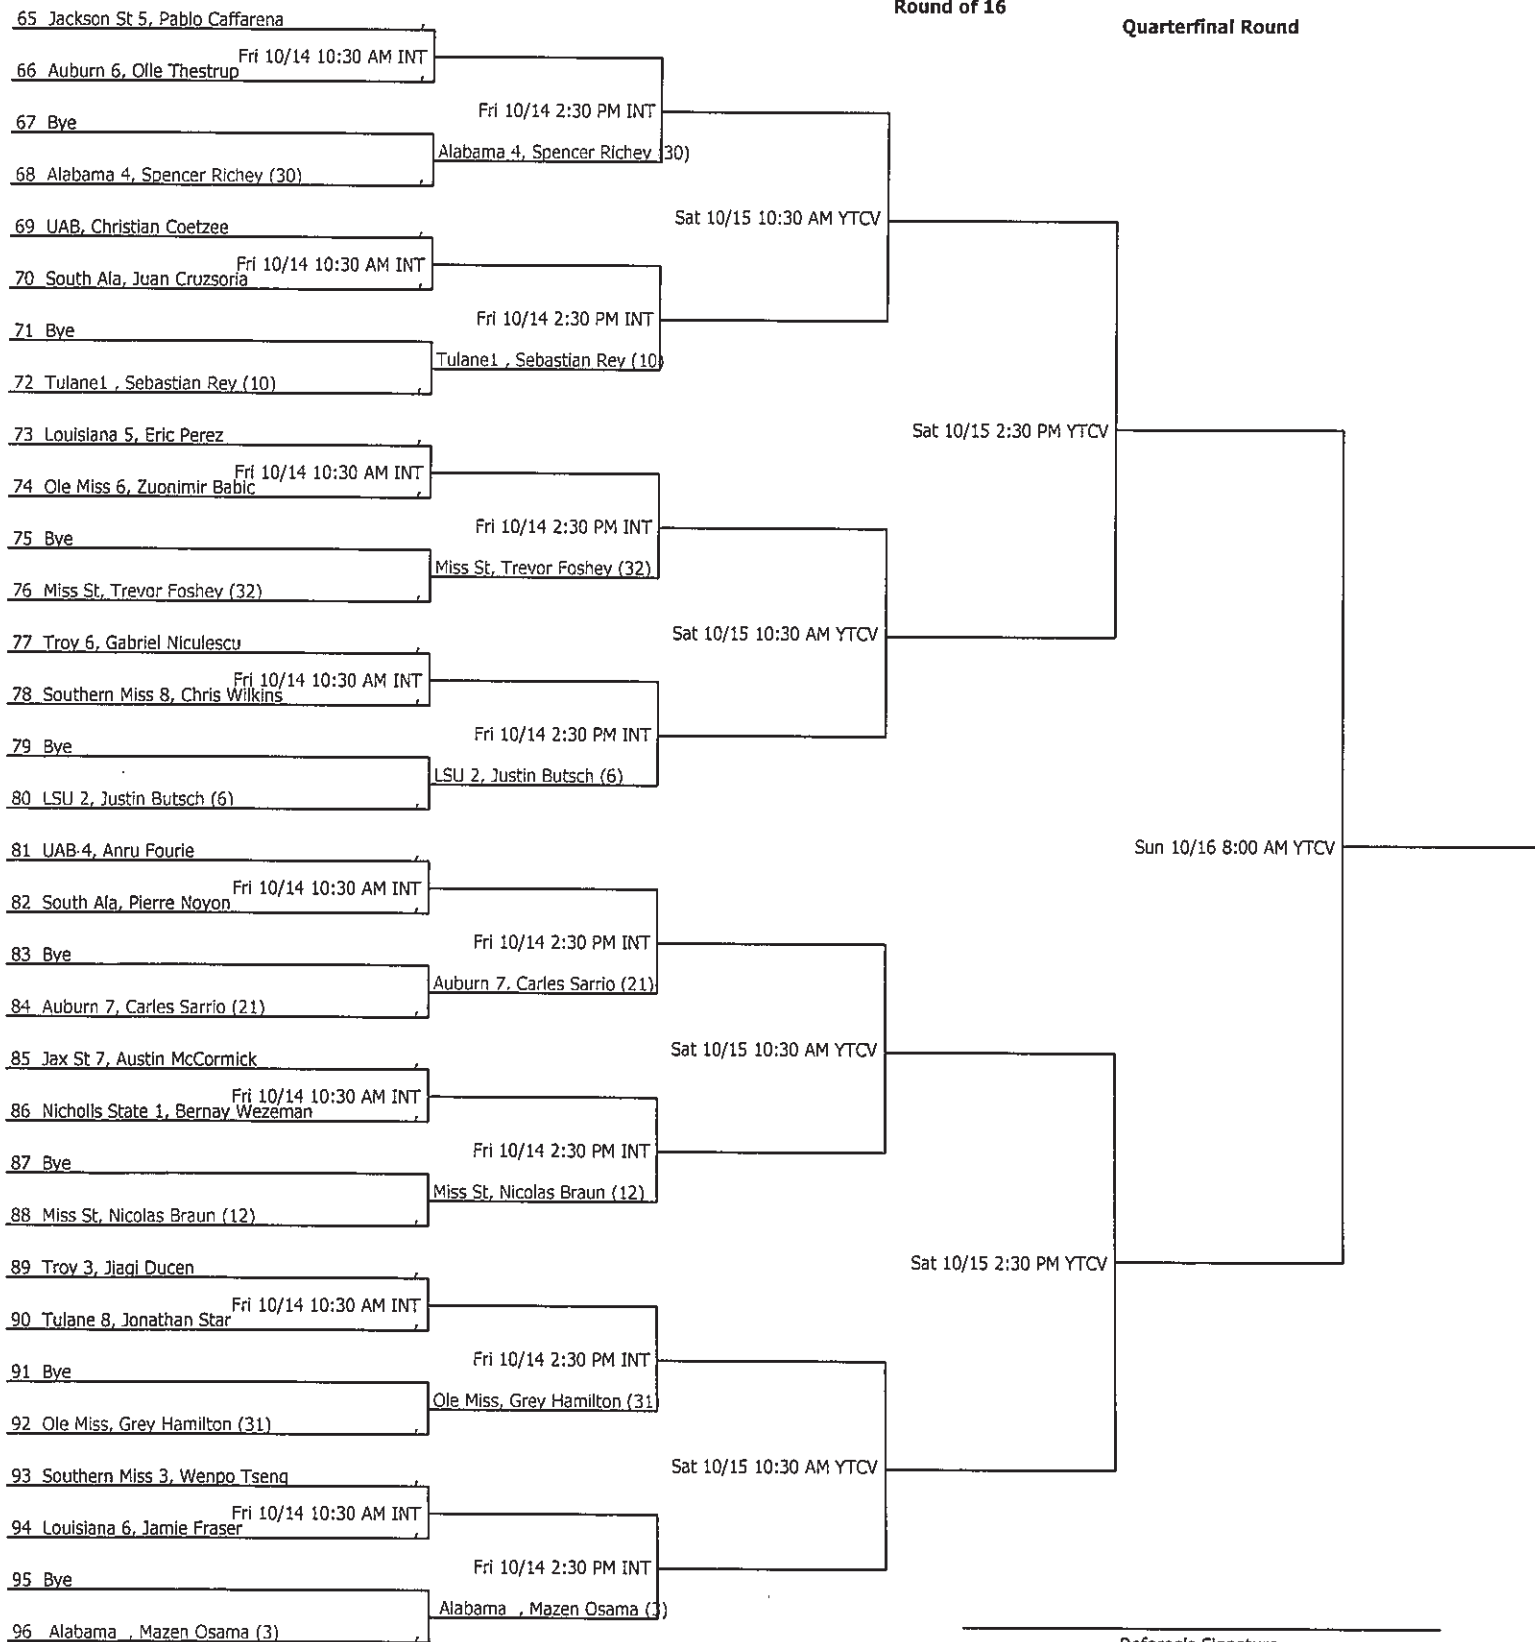 Round of 16
Quarterfinal Round
65 Jackson St 5, Pablo Caffarena
Fri 10/14 10:30 AM INT
66 Auburn 6, Olle Thestrup
Fri 10/14 2:30 PM INT
67 Bye
Alabama 4, Spencer Richey (30)
68 Alabama 4, Spencer Richey (30)
Sat 10/15 10:30 AM YTCV
69 UAB, Christian Coetzee
Fri 10/14 10:30 AM INT
70 South Ala, Juan Cruzsoria
Fri 10/14 2:30 PM INT
71 Bye
Tulane1 , Sebastian Rey (10)
72 Tulane1 , Sebastian Rey (10)
Sat 10/15 2:30 PM YTCV
73 Louisiana 5, Eric Perez
Fri 10/14 10:30 AM INT
74 Ole Miss 6, Zuonimir Babic
Fri 10/14 2:30 PM INT
75 Bye
Miss St, Trevor Foshey (32)
76 Miss St, Trevor Foshey (32)
Sat 10/15 10:30 AM YTCV
77 Troy 6, Gabriel Niculescu
Fri 10/14 10:30 AM INT
78 Southern Miss 8, Chris Wilkins
Fri 10/14 2:30 PM INT
79 Bye
LSU 2, Justin Butsch (6)
80 LSU 2, Justin Butsch (6)
Sun 10/16 8:00 AM YTCV
81 UAB 4, Anru Fourie
Fri 10/14 10:30 AM INT
82 South Ala, Pierre Noyon
Fri 10/14 2:30 PM INT
83 Bye
Auburn 7, Carles Sarrio (21)
84 Auburn 7, Carles Sarrio (21)
Sat 10/15 10:30 AM YTCV
85 Jax St 7, Austin McCormick
Fri 10/14 10:30 AM INT
86 Nicholls State 1, Bernay Wezeman
Fri 10/14 2:30 PM INT
87 Bye
Miss St, Nicolas Braun (12)
88 Miss St, Nicolas Braun (12)
Sat 10/15 2:30 PM YTCV
89 Troy 3, Jiaqi Ducen
Fri 10/14 10:30 AM INT
90 Tulane 8, Jonathan Star
Fri 10/14 2:30 PM INT
91 Bye
Ole Miss, Grey Hamilton (31)
92 Ole Miss, Grey Hamilton (31)
Sat 10/15 10:30 AM YTCV
93 Southern Miss 3, Wenpo Tseng
Fri 10/14 10:30 AM INT
94 Louisiana 6, Jamie Fraser
Fri 10/14 2:30 PM INT
95 Bye
Alabama , Mazen Osama (3)
96 Alabama , Mazen Osama (3)